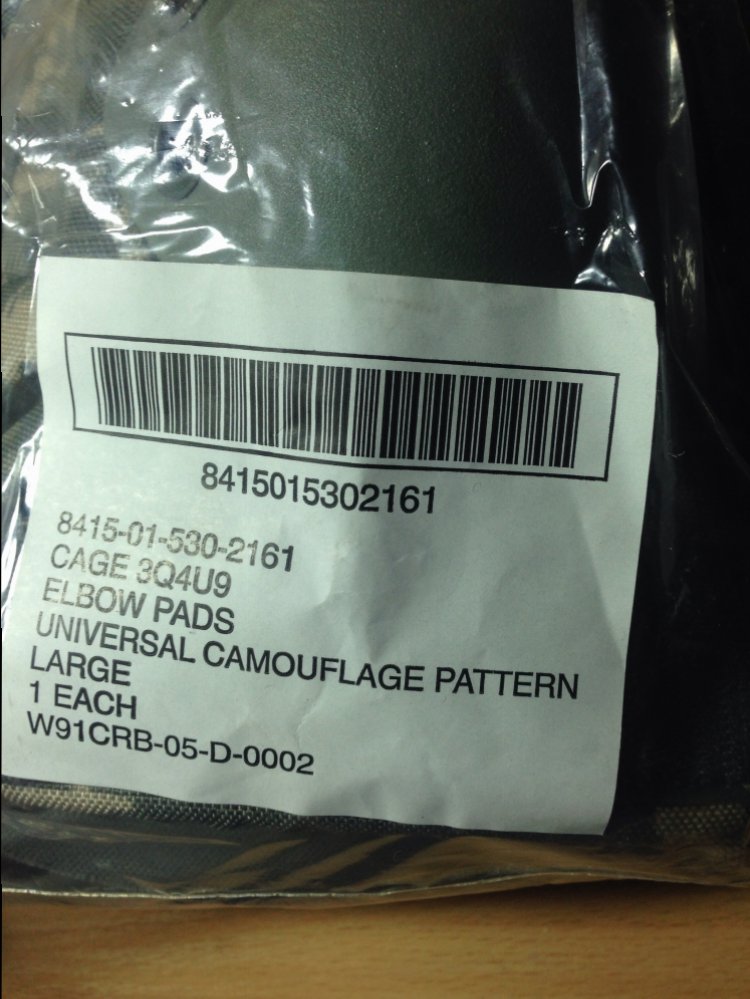 8415015302161
8415-01-530-2161
CAGE 3Q4U9
ELBOW PADS
UNIVERSAL CAMOUFLAGE PATTERN
LARGE
1 EACH
W91CRB-05-D-0002